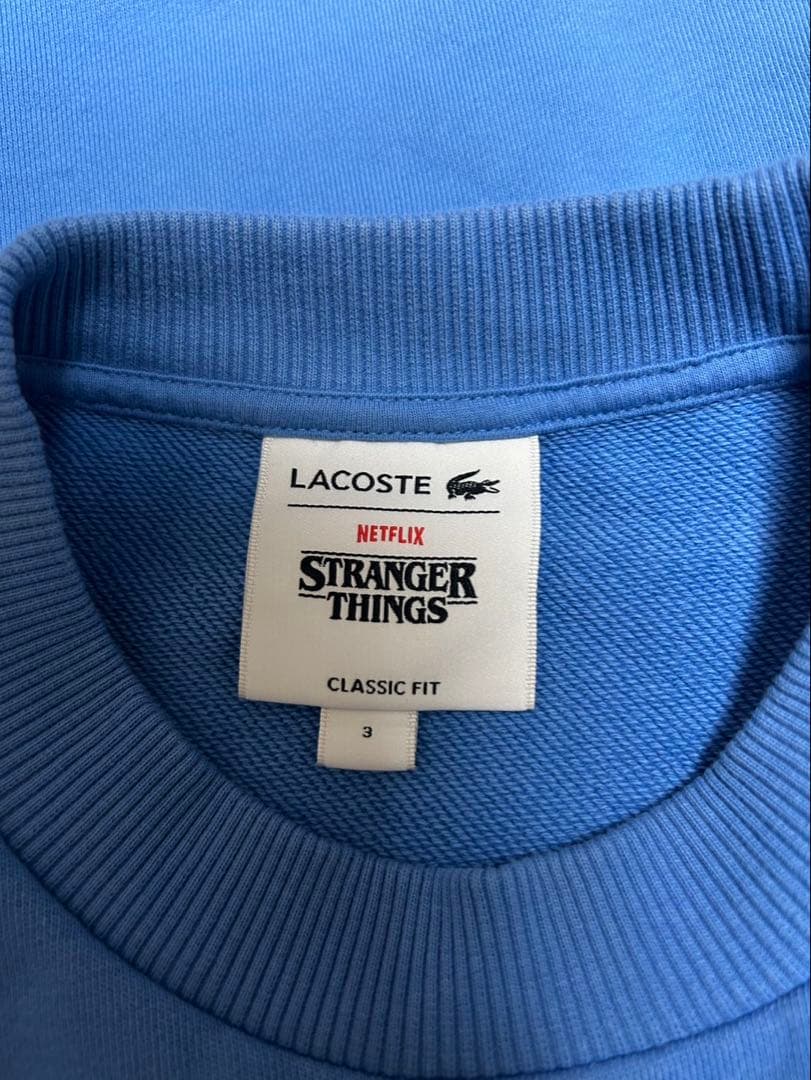 LACOSTE
NETFLIX
STRANGER
THINGS
CLASSIC FIT
3